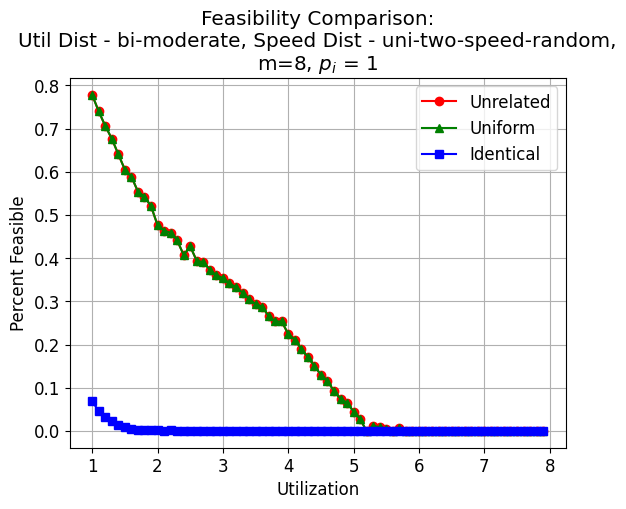 Feasibility Comparison:
Util Dist - bi-moderate, Speed Dist - uni-two-speed-random,
m=8, $p_i$ = 1
Unrelated
Uniform
Identical
Percent Feasible
0.8
0.7
0.6
0.5
0.4
0.3
0.2
0.1
0.0
1 2 3 4 5 6 7 8
Utilization